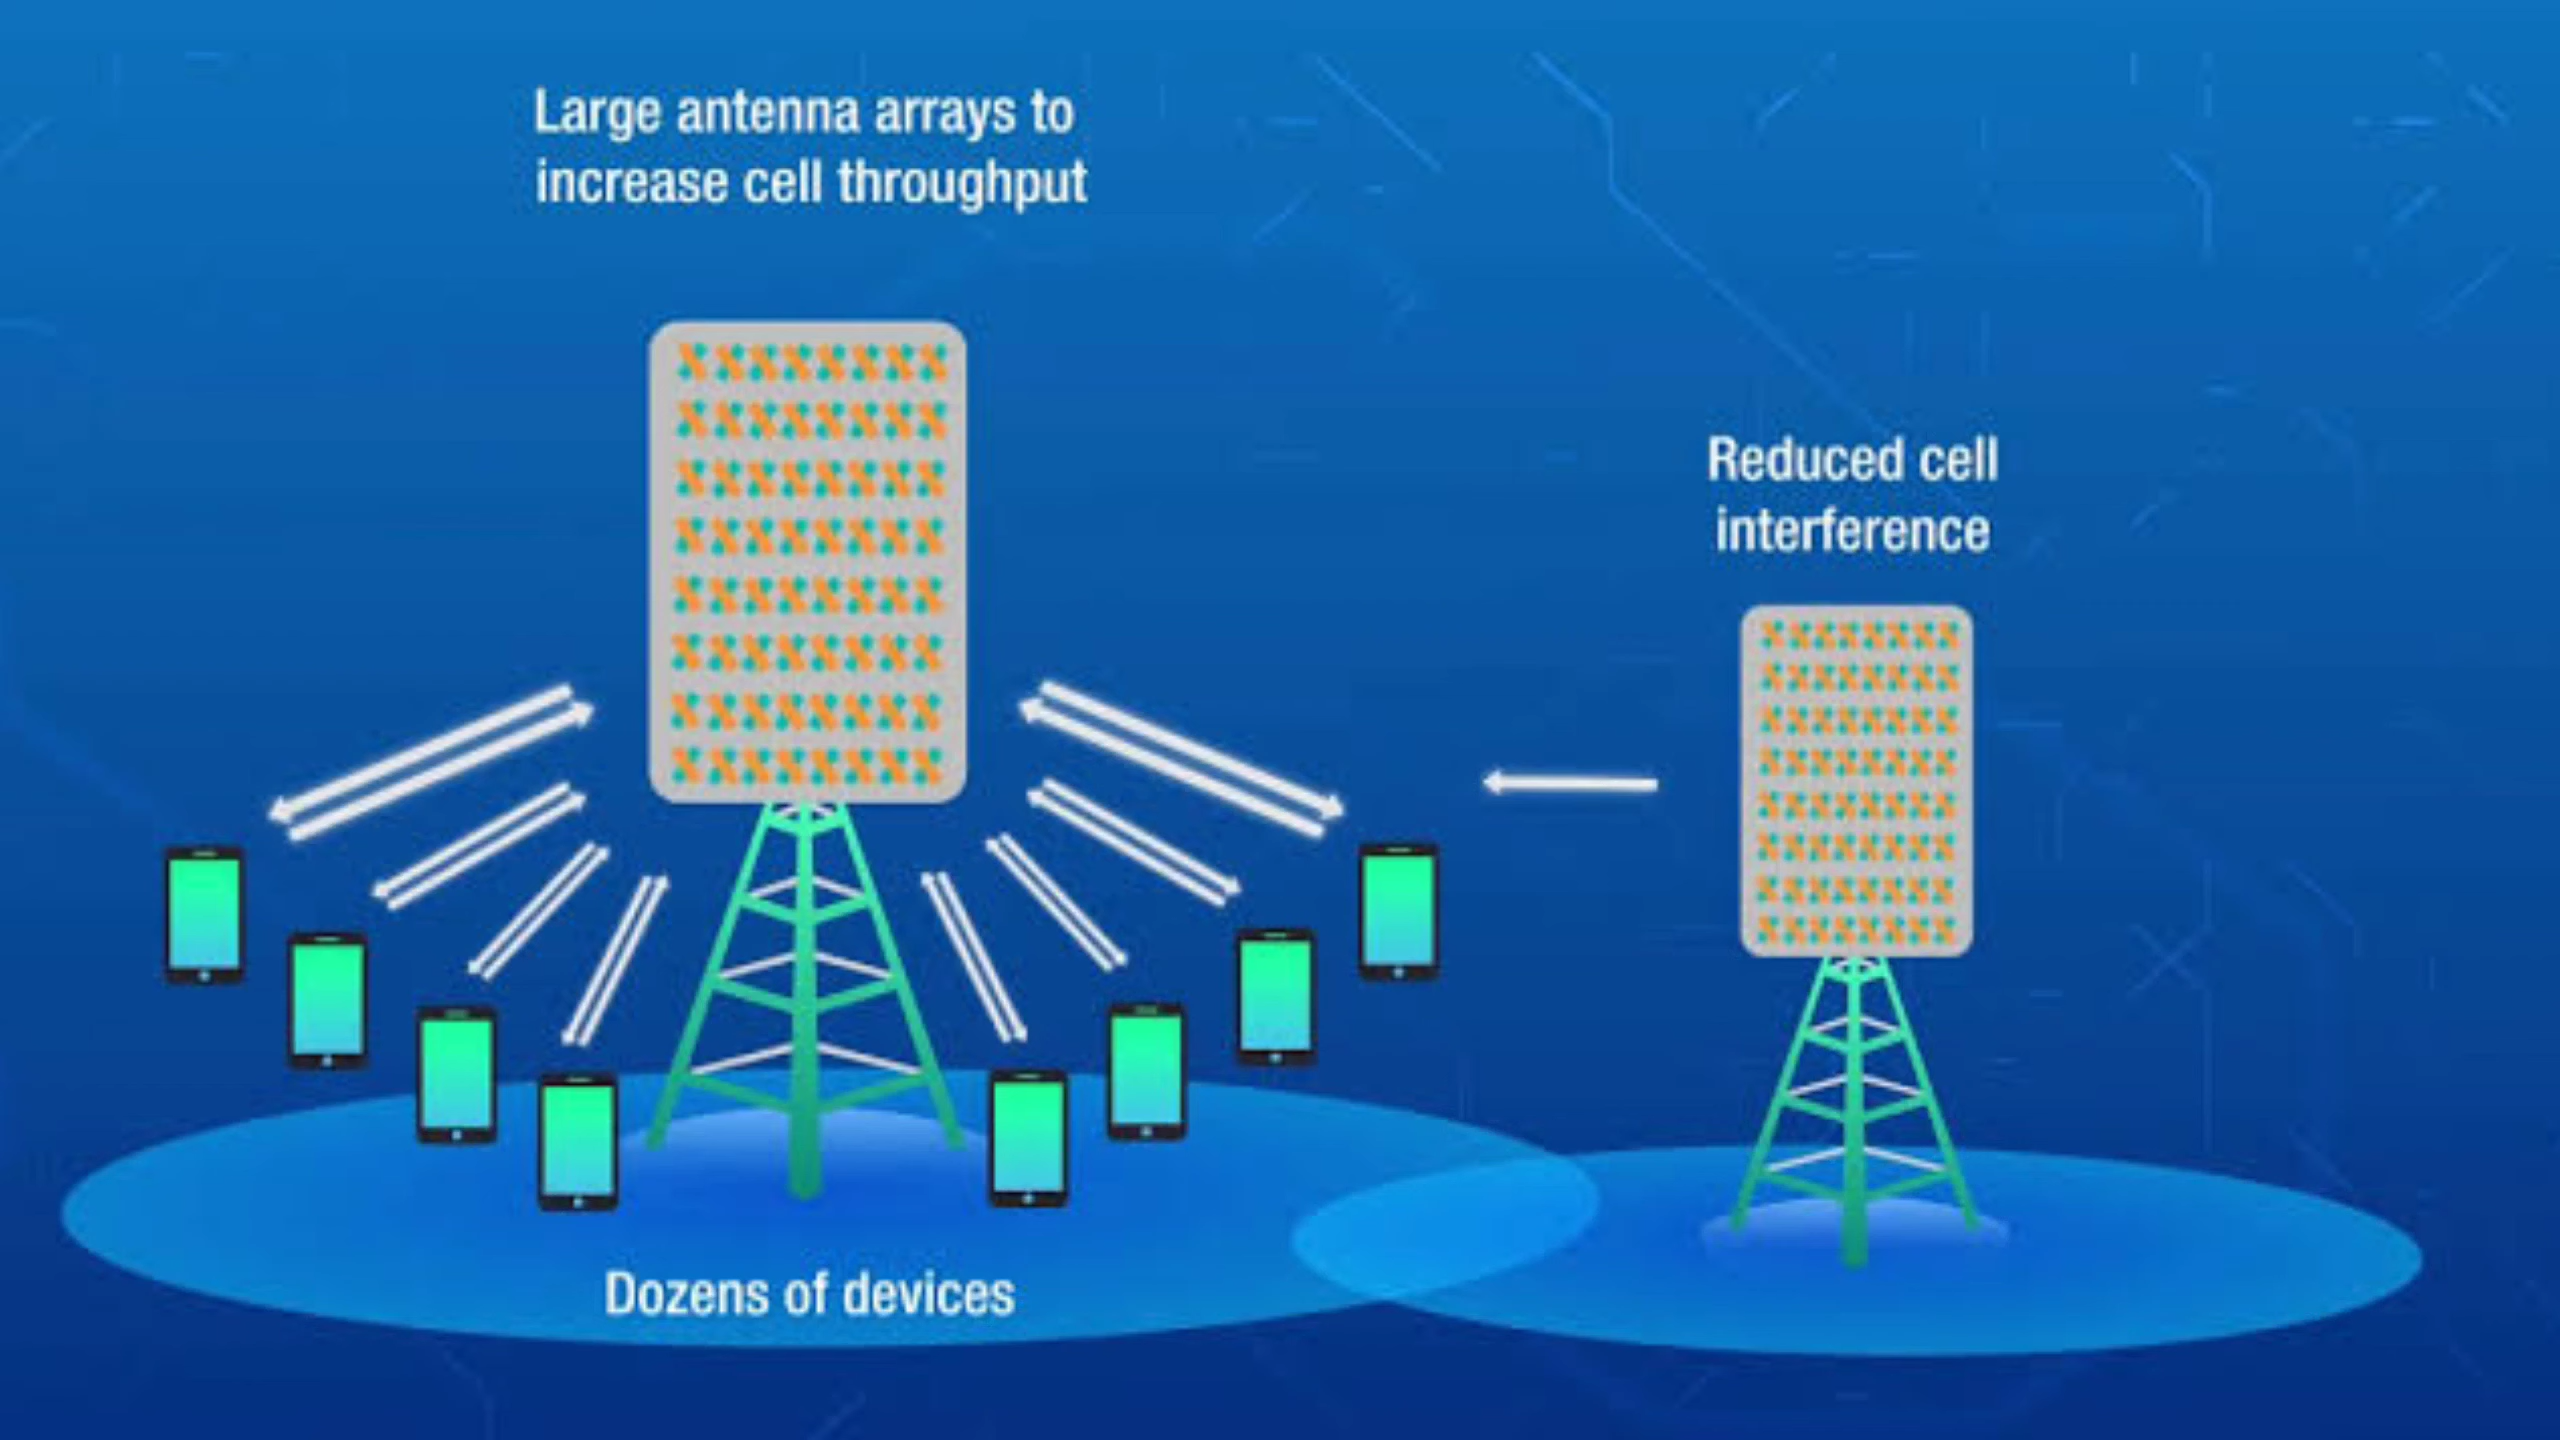 Large antenna arrays to
increase cell throughput
Reduced cell
interference
Dozens of devices